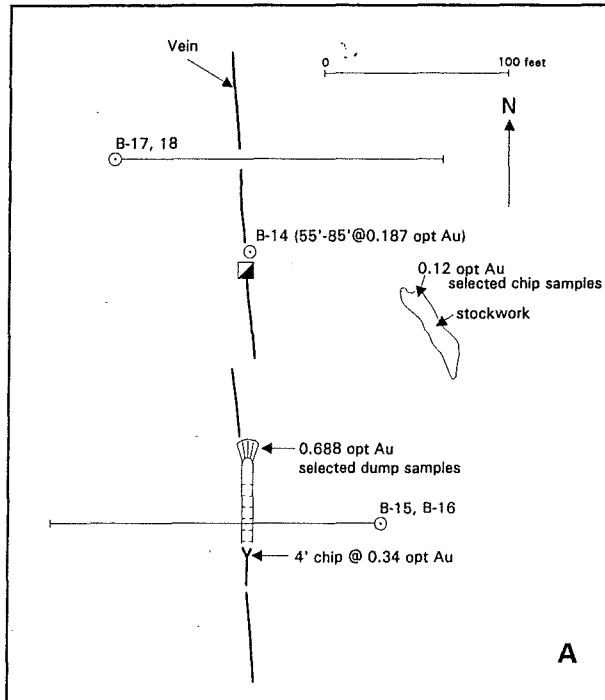 Vein
0 100 feet
N
B-17, 18
B-14 (55'-85'@0.187 opt Au)
0.12 opt Au
selected chip samples
stockwork
0.688 opt Au
selected dump samples
B-15, B-16
4' chip @ 0.34 opt Au
A